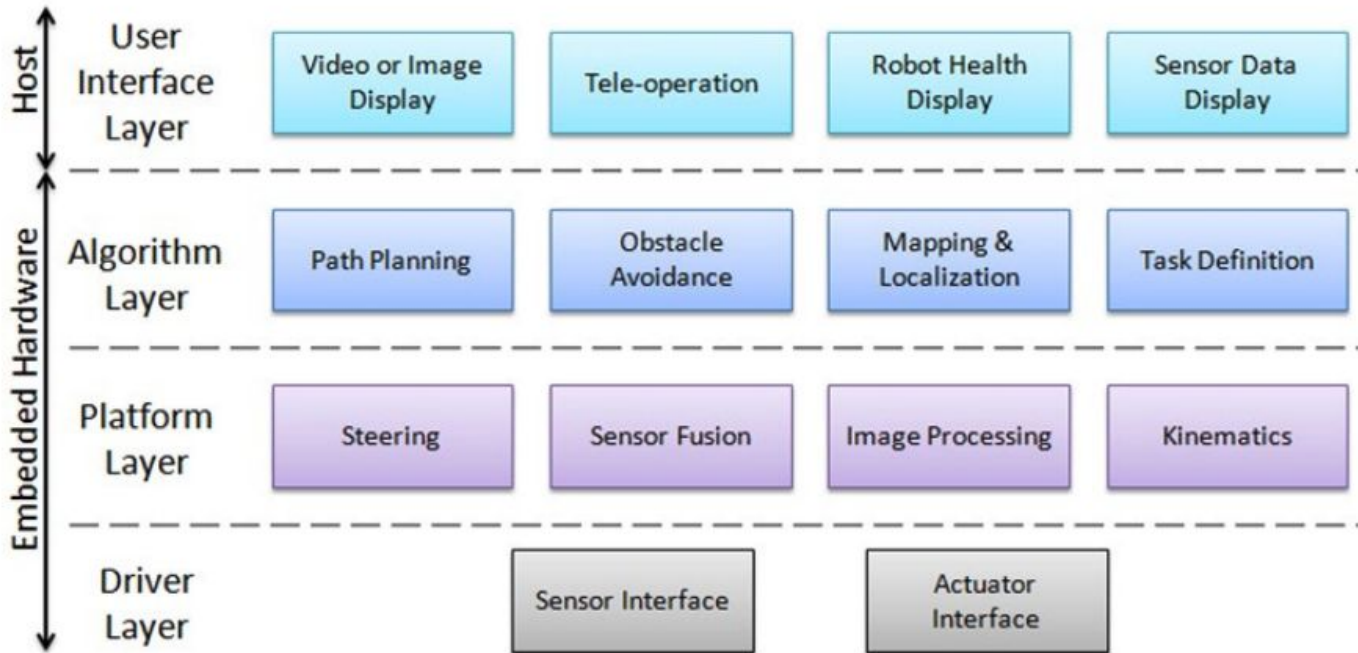 Host
User
Interface
Layer
Video or Image
Display
Tele-operation
Robot Health
Display
Sensor Data
Display
Embedded Hardware
Algorithm
Layer
Path Planning
Obstacle
Avoidance
Mapping &
Localization
Task Definition
Platform
Layer
Steering
Sensor Fusion
Image Processing
Kinematics
Driver
Layer
Sensor Interface
Actuator
Interface